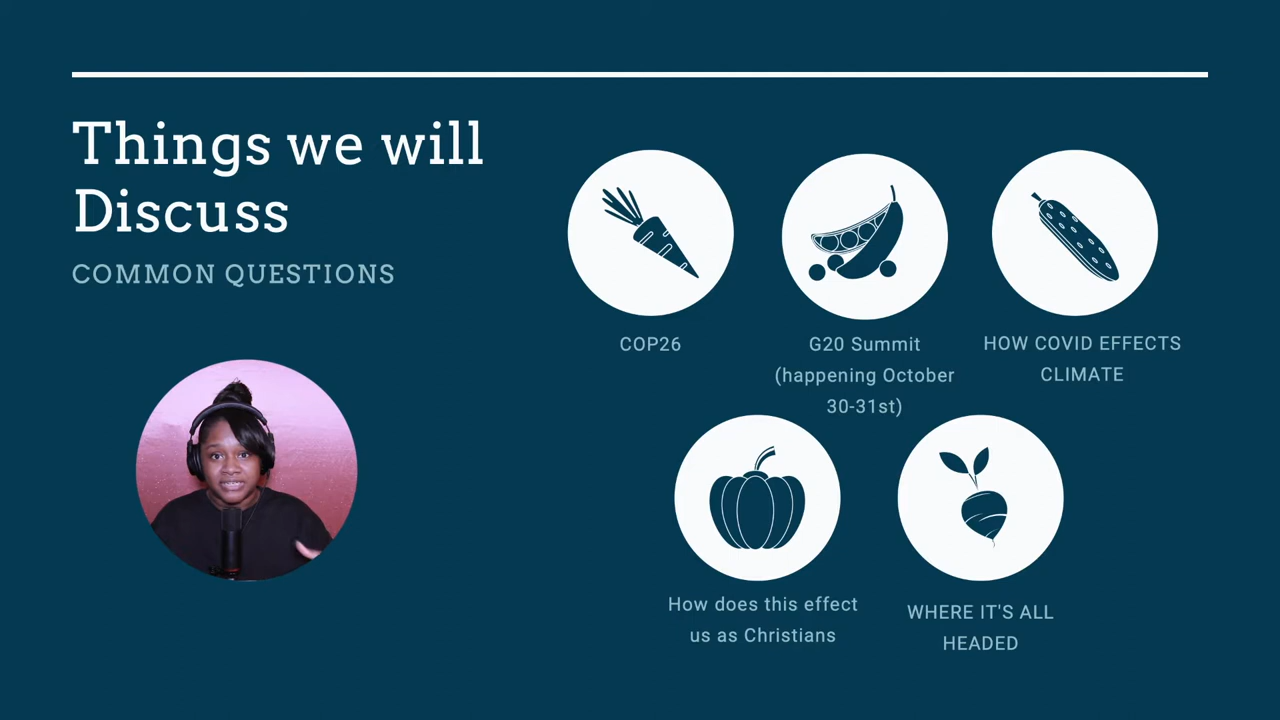 Things we will
Discuss
COMMON QUESTIONS
COP26
G20 Summit
(happening October
30-31st)
HOW COVID EFFECTS
CLIMATE
How does this effect
us as Christians
WHERE IT'S ALL
HEADED